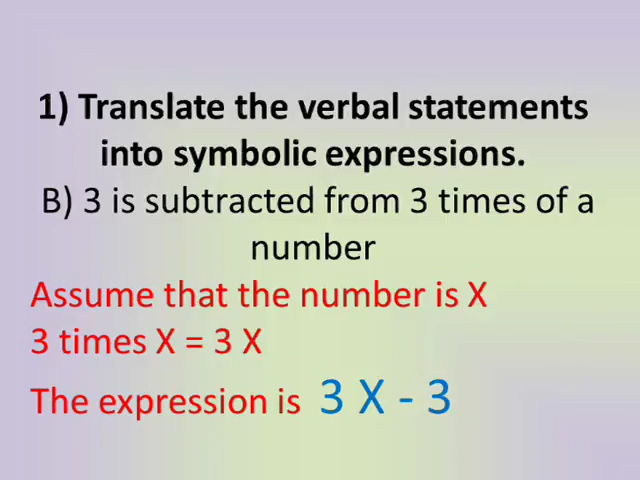 1) Translate the verbal statements
into symbolic expressions.
B) 3 is subtracted from 3 times of a
number
Assume that the number is X
3 times X = 3 X
The expression is 3 X - 3